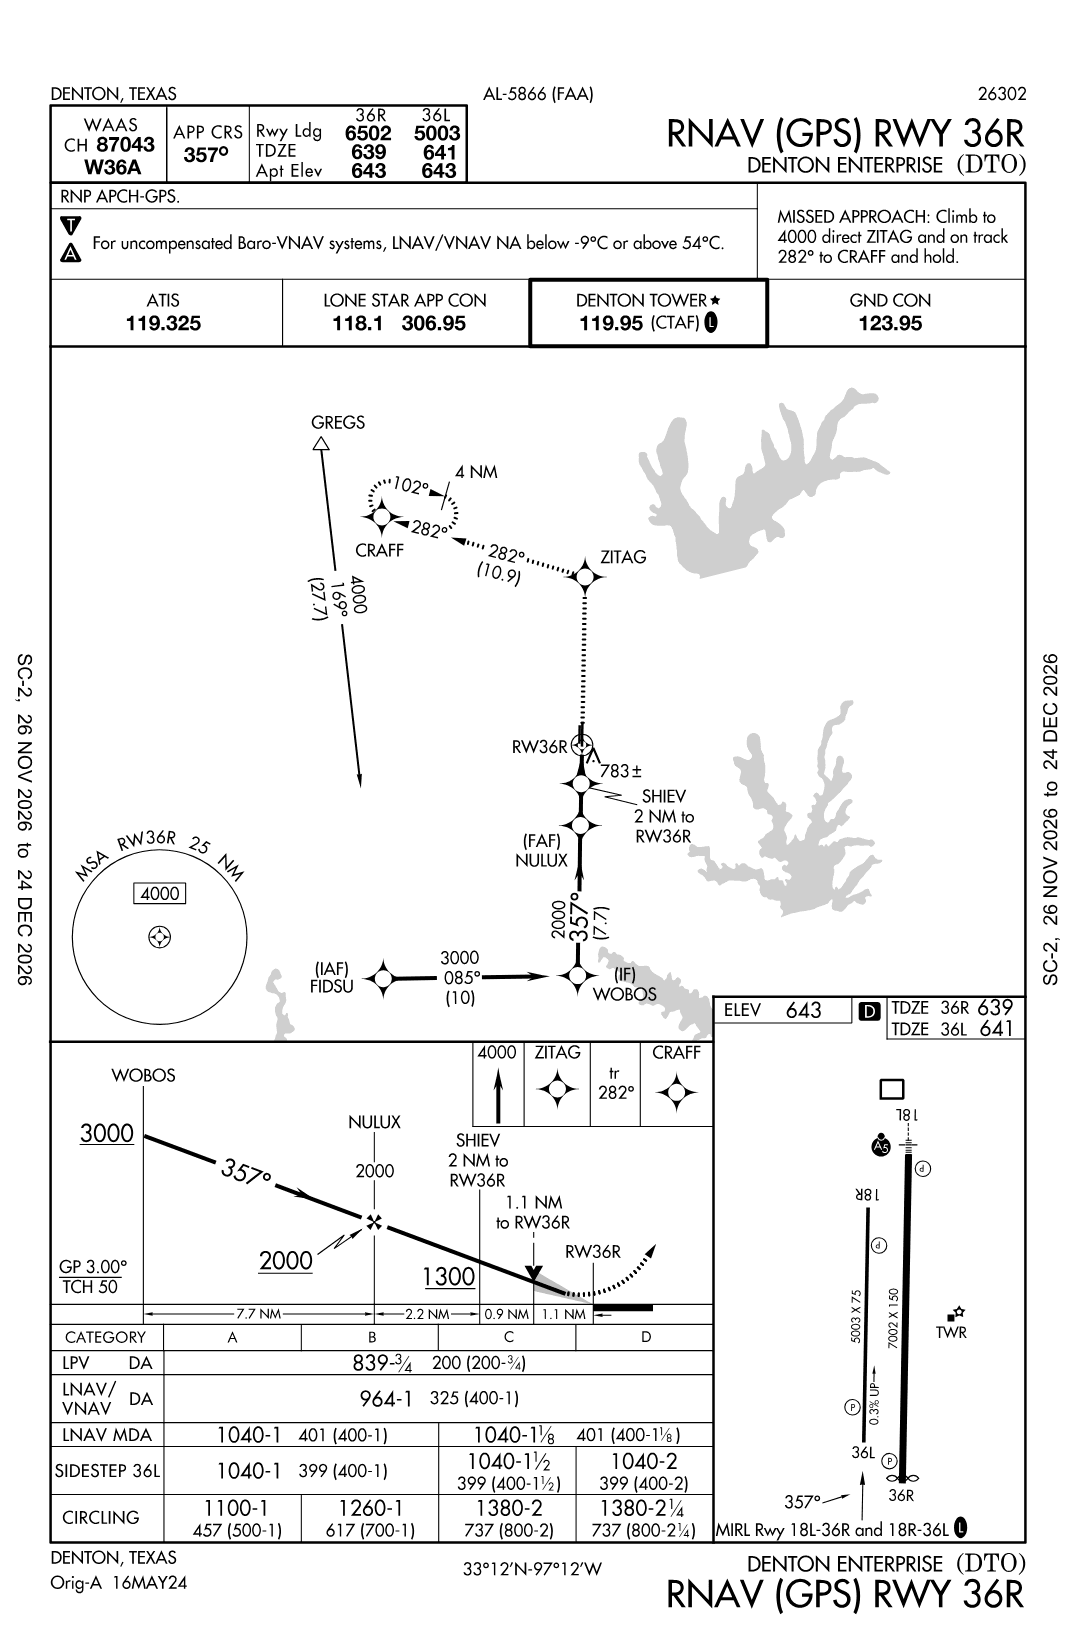 DENTON, TEXAS
AL-5866 (FAA)
26302
WAAS
CH 87043
W36A
APP CRS
357°
36R 36L
Rwy Ldg 6502 5003
TDZE 639 641
Apt Elev 643 643
RNAV (GPS) RWY 36R
DENTON ENTERPRISE (DTO)
RNP APCH-GPS.
T
A
For uncompensated Baro-VNAV systems, LNAV/VNAV NA below -9°C or above 54°C.
MISSED APPROACH: Climb to
4000 direct ZITAG and on track
282° to CRAFF and hold.
ATIS
119.325
LONE STAR APP CON
118.1 306.95
DENTON TOWER★
119.95 (CTAF) L
GND CON
123.95
GREGS
4000
169°
(27.7)
102°
4 NM
282°
CRAFF
282°
(10.9)
ZITAG
RW36R
783±
SHIEV
2 NM to
RW36R
(FAF)
NULUX
2000
357°
(7.7)
MSA RW36R 25 NM
4000
(IAF)
FIDSU
3000
085°
(10)
(IF)
WOBOS
SC-2, 26 NOV 2026 to 24 DEC 2026
SC-2, 26 NOV 2026 to 24 DEC 2026
ELEV 643
D
TDZE 36R 639
TDZE 36L 641
18L
A5
P
18R
P
5003 X 75
7002 X 150
TWR
P
0.3% UP
36L
P
36R
357°
MIRL Rwy 18L-36R and 18R-36L L
4000
ZITAG
tr
282°
CRAFF
WOBOS
3000
357°
NULUX
2000
2000
SHIEV
2 NM to
RW36R
1300
1.1 NM
to RW36R
RW36R
GP 3.00°
TCH 50
7.7 NM
2.2 NM
0.9 NM
1.1 NM
CATEGORY A B C D
LPV DA 839-¾ 200 (200-¾)
LNAV/
VNAV DA 964-1 325 (400-1)
LNAV MDA 1040-1 401 (400-1) 1040-1⅛ 401 (400-1⅛)
SIDESTEP 36L 1040-1 399 (400-1) 1040-1½ 1040-2
399 (400-1½) 399 (400-2)
CIRCLING 1100-1 1260-1 1380-2 1380-2¼
457 (500-1) 617 (700-1) 737 (800-2) 737 (800-2¼)
DENTON, TEXAS
Orig-A 16MAY24
33°12'N-97°12'W
DENTON ENTERPRISE (DTO)
RNAV (GPS) RWY 36R